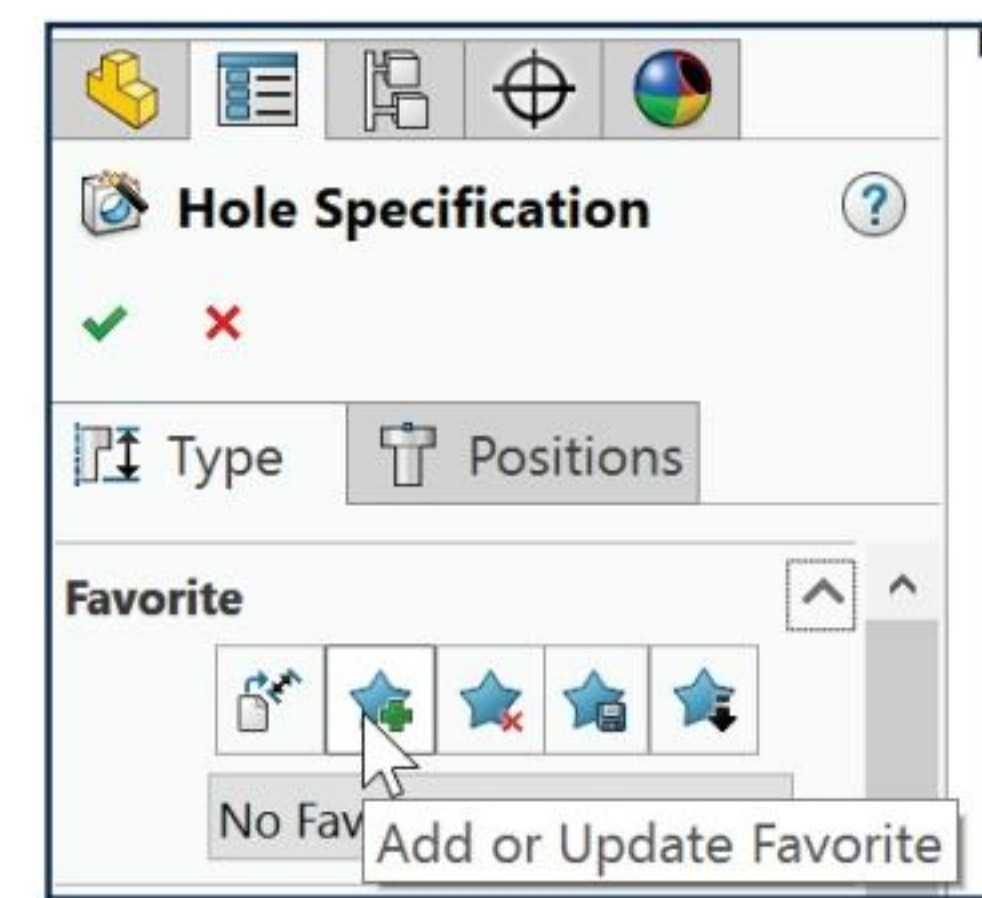 Hole Specification
?
Type
Positions
Favorite
No Fav
Add or Update Favorite